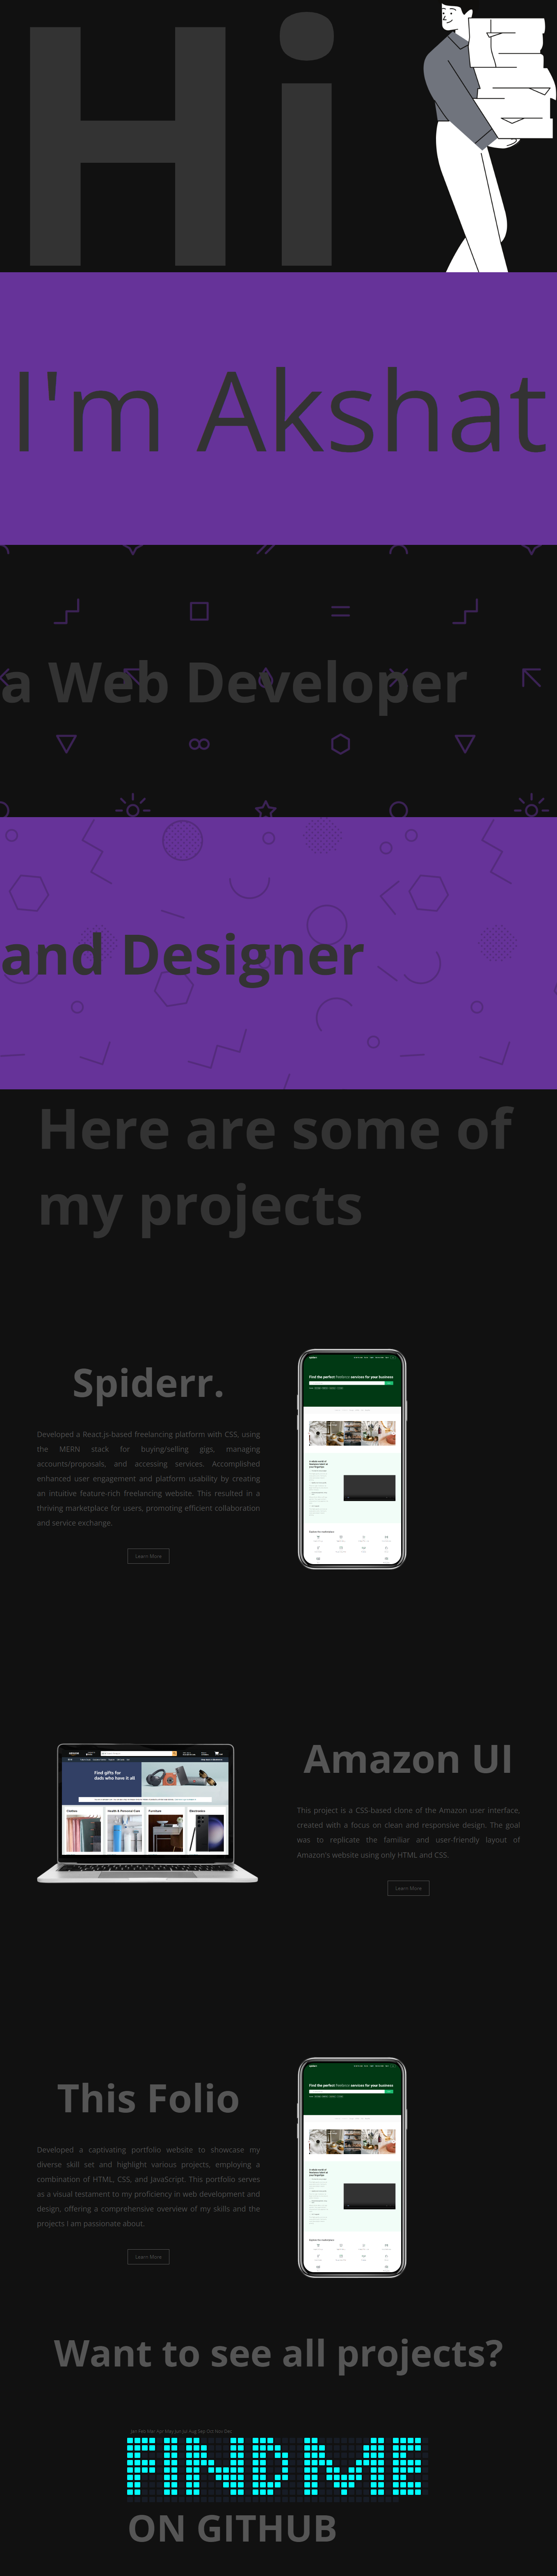 Hi
I'm Akshat
a Web Developer
and Designer
Here are some of
my projects
Spiderr.
Developed a React.js-based freelancing platform with CSS, using
the MERN stack for buying/selling gigs, managing
accounts/proposals, and accessing services. Accomplished
enhanced user engagement and platform usability by creating
an intuitive feature-rich freelancing website. This resulted in a
thriving marketplace for users, promoting efficient collaboration
and service exchange.
Learn More
Find the perfect freelance services for your business
Amazon UI
This project is a CSS-based clone of the Amazon user interface,
created with a focus on clean and responsive design. The goal
was to replicate the familiar and user-friendly layout of
Amazon's website using only HTML and CSS.
Learn More
Find gifts for
dads who have it all
Clothes
Health & Personal Care
Furniture
Electronics
This Folio
Developed a captivating portfolio website to showcase my
diverse skill set and highlight various projects, employing a
combination of HTML, CSS, and JavaScript. This portfolio serves
as a visual testament to my proficiency in web development and
design, offering a comprehensive overview of my skills and the
projects I am passionate about.
Learn More
Find the perfect freelance services for your business
Want to see all projects?
Jan Feb Mar Apr May Jun Jul Aug Sep Oct Nov Dec
FIND ME
ON GITHUB